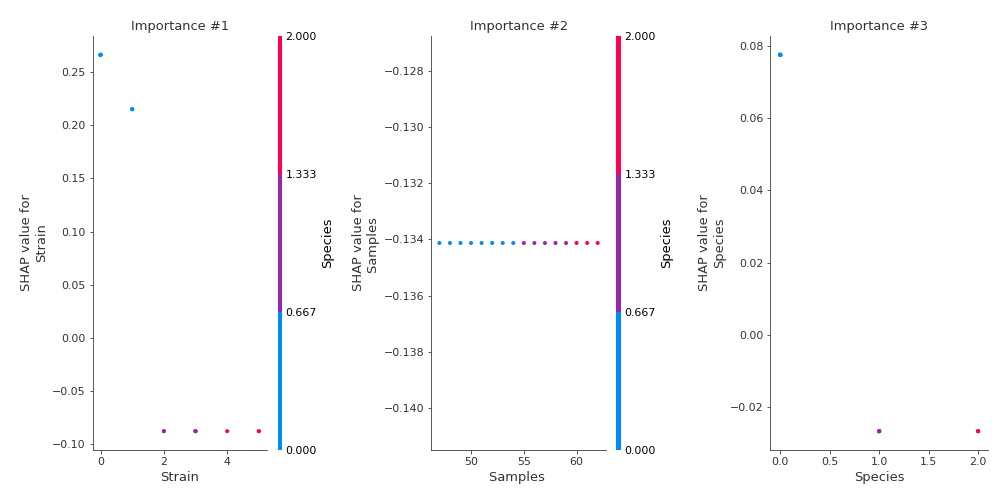 Importance #1
SHAP value for
Strain
0.25
0.20
0.15
0.10
0.05
0.00
−0.05
−0.10
0
2
4
Strain
2.000
1.333
0.667
0.000
Species
Importance #2
SHAP value for
Samples
−0.128
−0.130
−0.132
−0.134
−0.136
−0.138
−0.140
50
55
60
Samples
2.000
1.333
0.667
0.000
Species
Importance #3
SHAP value for
Species
0.08
0.06
0.04
0.02
0.00
−0.02
0.0
0.5
1.0
1.5
2.0
Species